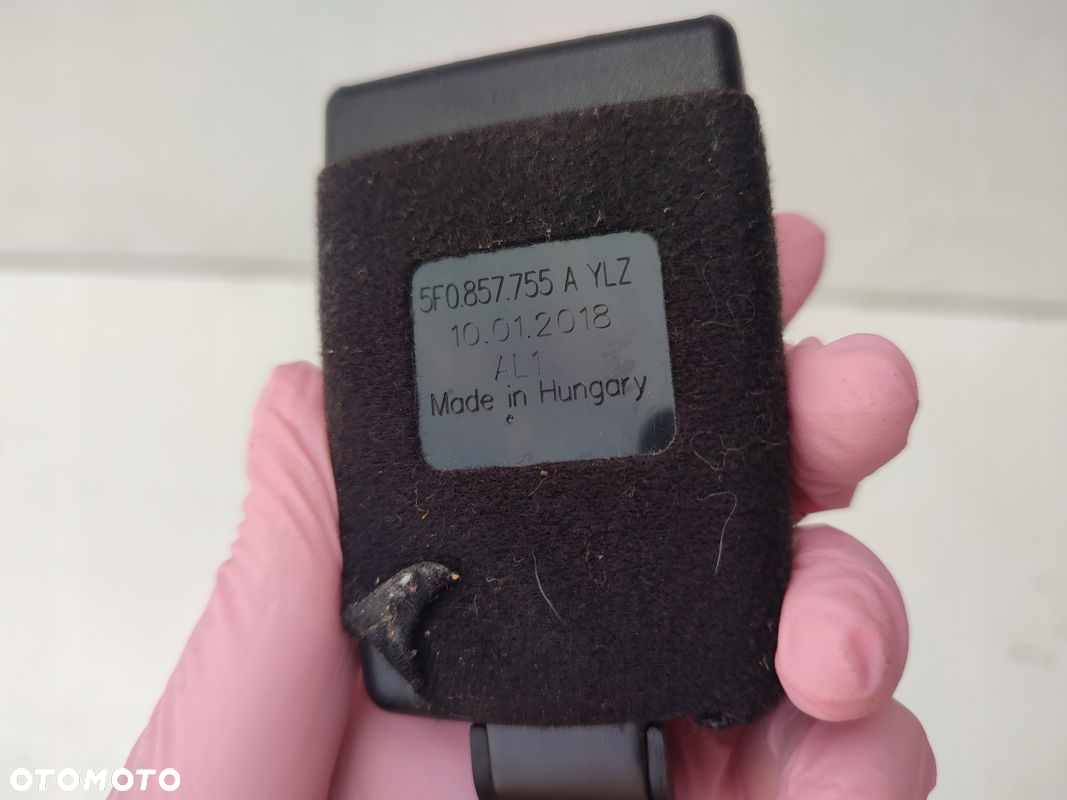 5F0.857.755 A YLZ
10.01.2018
AL1
Made in Hungary
OTOMOTO